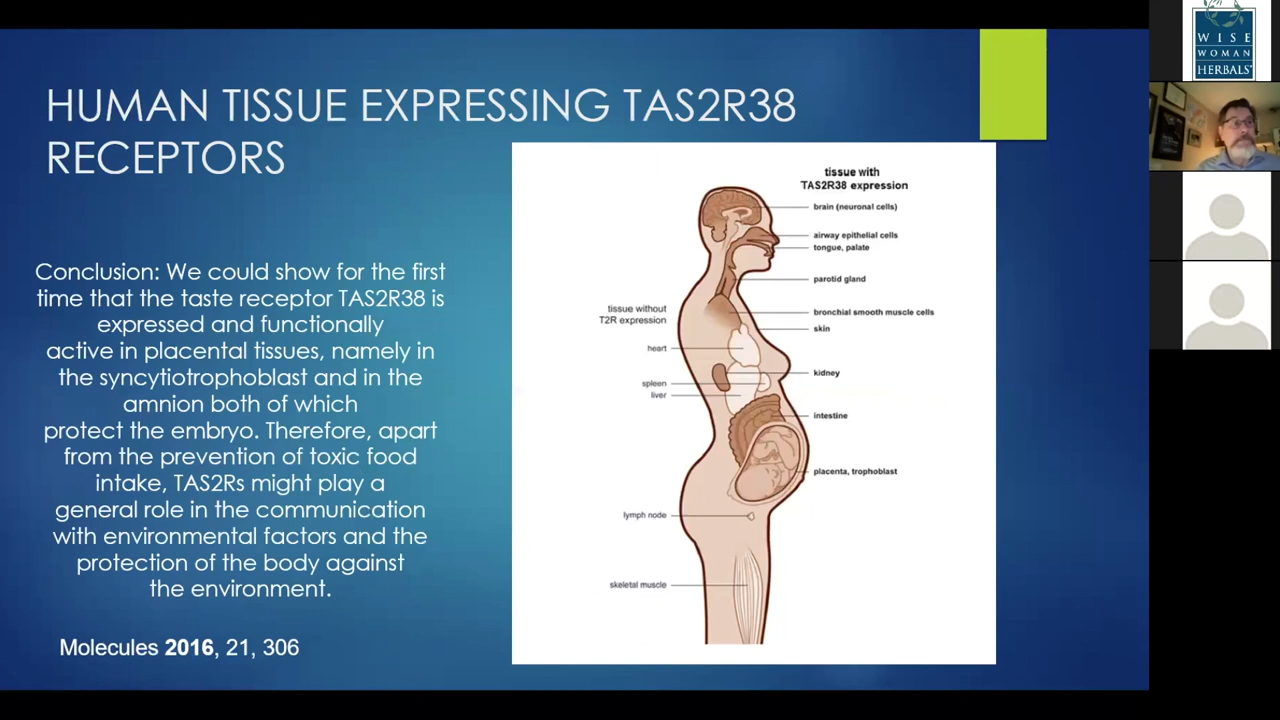 HUMAN TISSUE EXPRESSING TAS2R38
RECEPTORS
Conclusion: We could show for the first
time that the taste receptor TAS2R38 is
expressed and functionally
active in placental tissues, namely in
the syncytiotrophoblast and in the
amnion both of which
protect the embryo. Therefore, apart
from the prevention of toxic food
intake, TAS2Rs might play a
general role in the communication
with environmental factors and the
protection of the body against
the environment.
Molecules 2016, 21, 306
tissue with
TAS2R38 expression
brain (neuronal cells)
airway epithelial cells
tongue, palate
parotid gland
bronchial smooth muscle cells
skin
kidney
intestine
placenta, trophoblast
tissue without
T2R expression
heart
spleen
liver
lymph node
skeletal muscle
WISE
WOMAN
HERBALS®